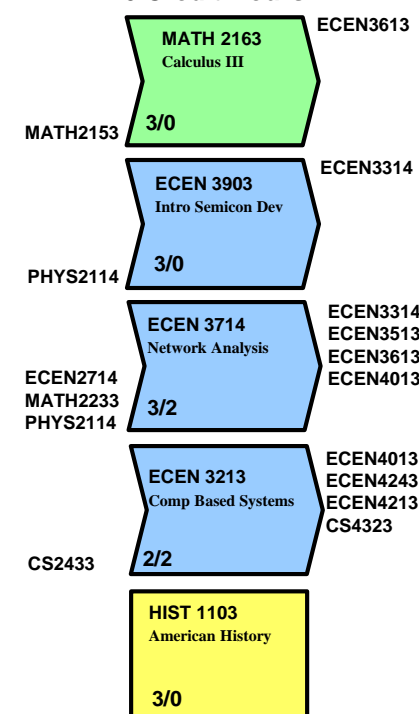 ECEN3613
MATH 2163
Calculus III
3/0
MATH2153
ECEN3314
ECEN 3903
Intro Semicon Dev
3/0
PHYS2114
ECEN3314
ECEN3513
ECEN3613
ECEN4013
ECEN 3714
Network Analysis
3/2
ECEN2714
MATH2233
PHYS2114
ECEN4013
ECEN4243
ECEN4213
CS4323
ECEN 3213
Comp Based Systems
2/2
CS2433
HIST 1103
American History
3/0